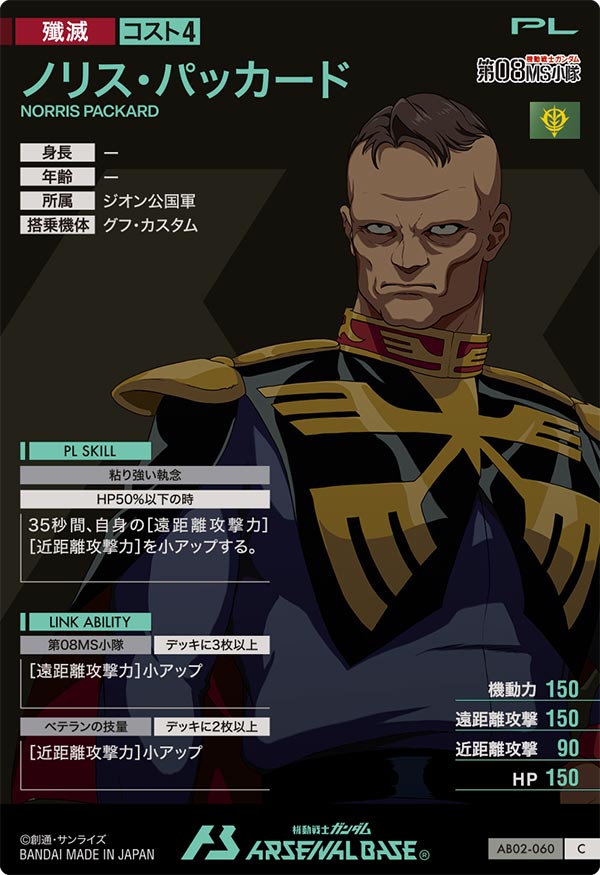 殲滅 コスト4 PL
ノリス・パッカード
NORRIS PACKARD
機動戦士ガンダム
第08MS小隊
身長 ー
年齢 ー
所属 ジオン公国軍
搭乗機体 グフ・カスタム
PL SKILL
粘り強い執念
HP50%以下の時
35秒間、自身の[遠距離攻撃力]
[近距離攻撃力]を小アップする。
LINK ABILITY
第08MS小隊 デッキに3枚以上
[遠距離攻撃力]小アップ
ベテランの技量 デッキに2枚以上
[近距離攻撃力]小アップ
機動力 150
遠距離攻撃 150
近距離攻撃 90
HP 150
©創通・サンライズ
BANDAI MADE IN JAPAN
機動戦士ガンダム
ARSENAL BASE®
AB02-060 C